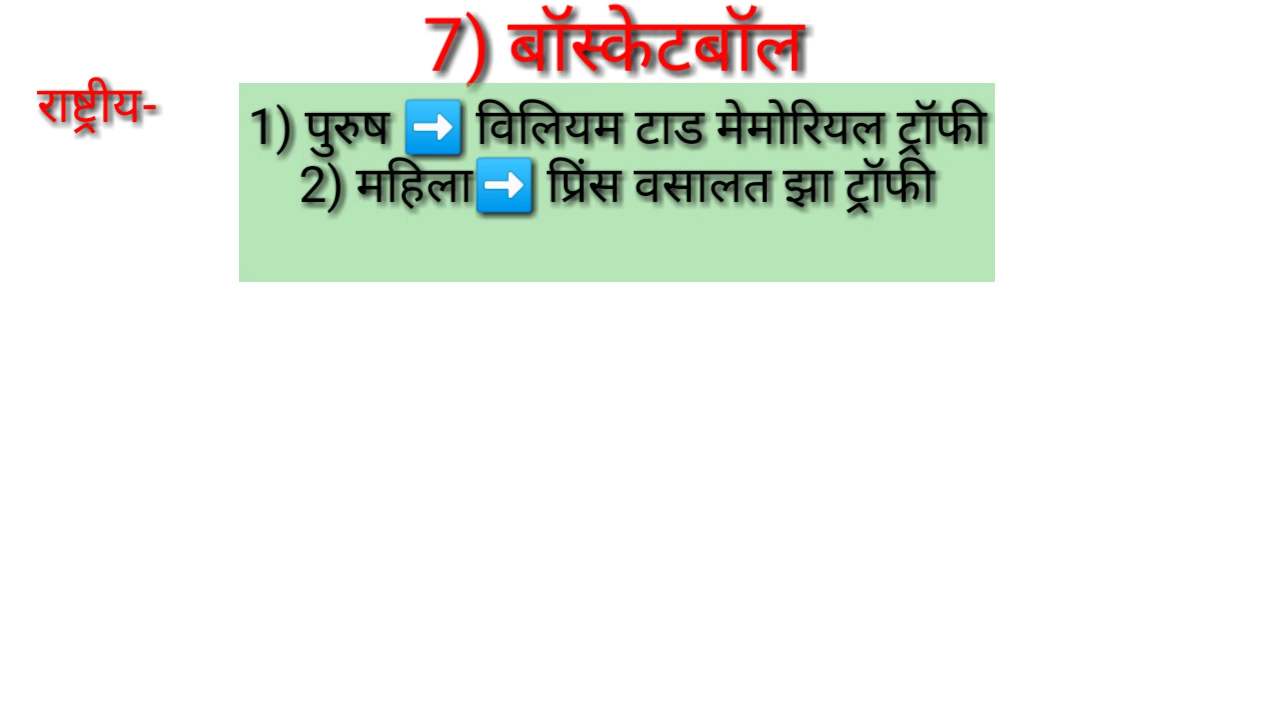 7) बॉस्केटबॉल
राष्ट्रीय-
1) पुरुष ➡ विलियम टाड मेमोरियल ट्रॉफी
2) महिला➡ प्रिंस वसालत झा ट्रॉफी